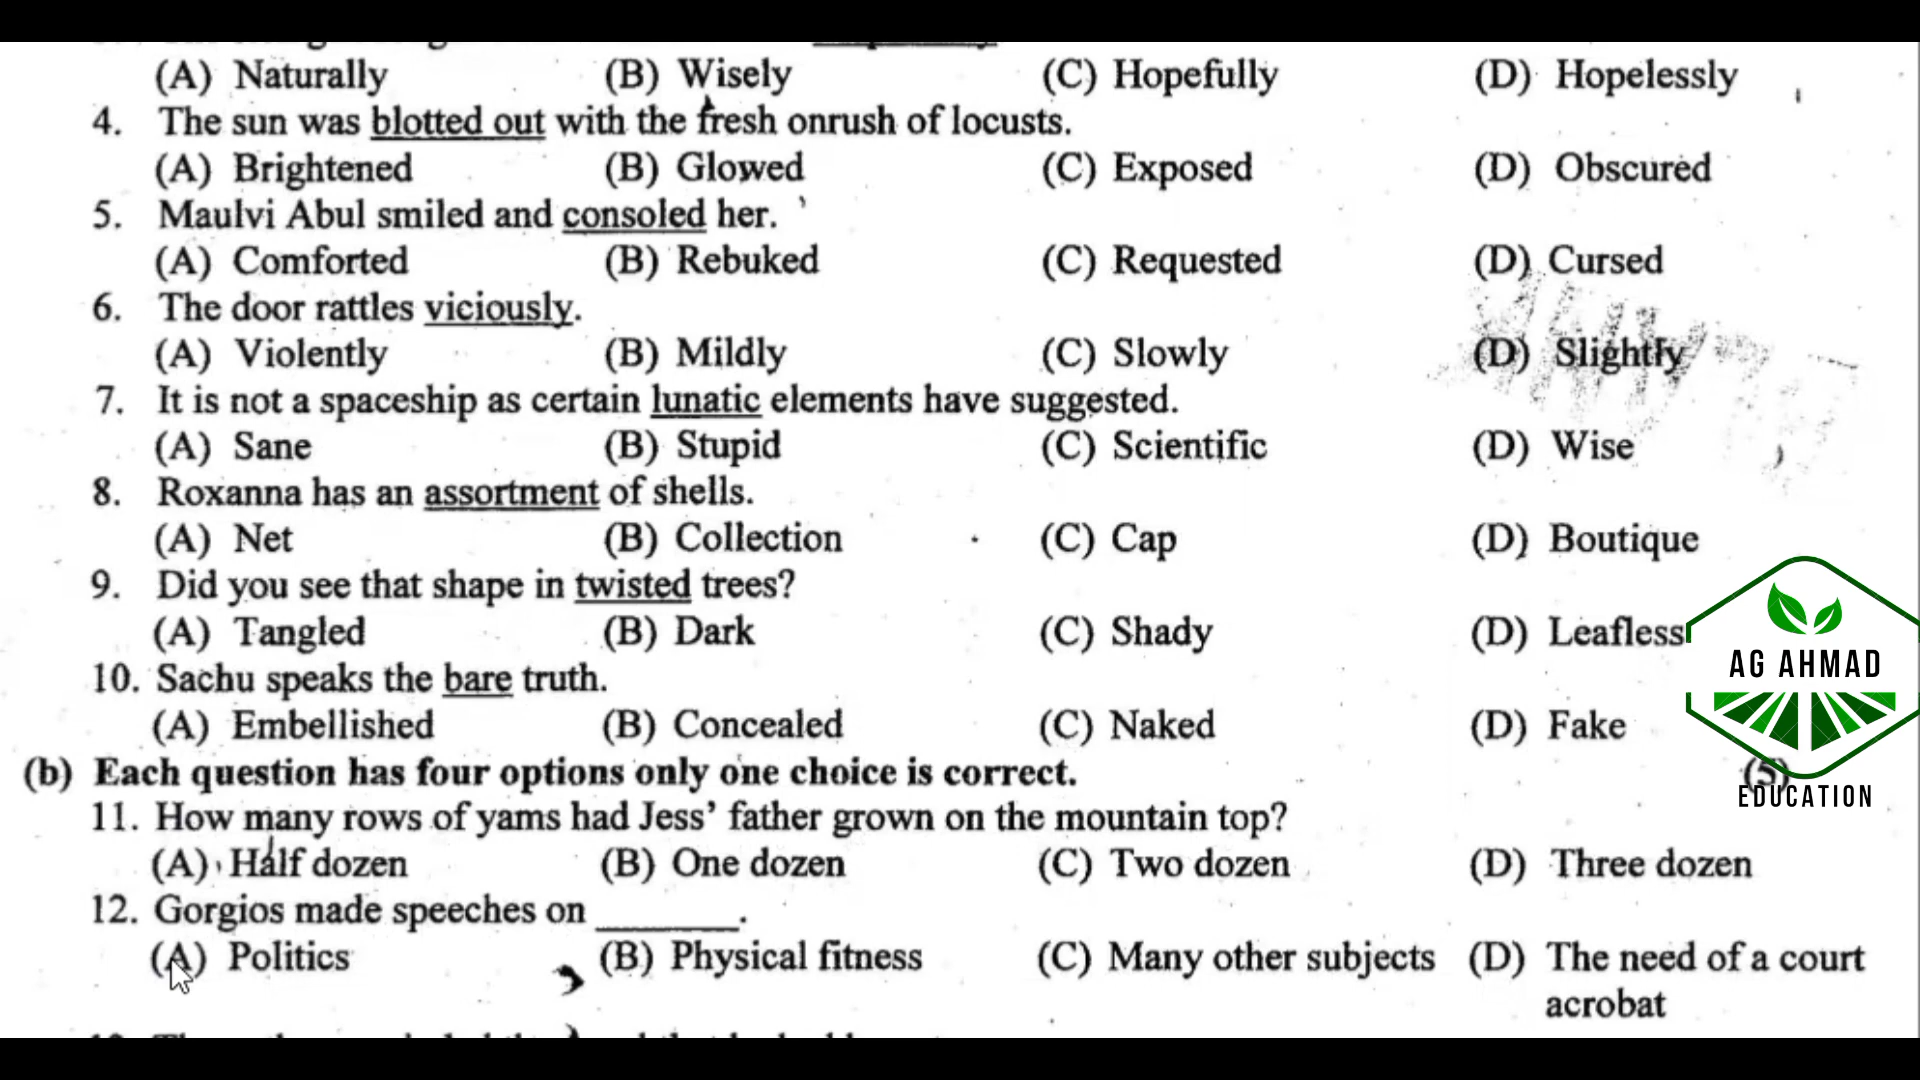 (A) Naturally (B) Wisely (C) Hopefully (D) Hopelessly
4. The sun was blotted out with the fresh onrush of locusts.
(A) Brightened (B) Glowed (C) Exposed (D) Obscured
5. Maulvi Abul smiled and consoled her.
(A) Comforted (B) Rebuked (C) Requested (D) Cursed
6. The door rattles viciously.
(A) Violently (B) Mildly (C) Slowly (D) Slightly
7. It is not a spaceship as certain lunatic elements have suggested.
(A) Sane (B) Stupid (C) Scientific (D) Wise
8. Roxanna has an assortment of shells.
(A) Net (B) Collection (C) Cap (D) Boutique
9. Did you see that shape in twisted trees?
(A) Tangled (B) Dark (C) Shady (D) Leafless
AG AHMAD
10. Sachu speaks the bare truth.
(A) Embellished (B) Concealed (C) Naked (D) Fake
(b) Each question has four options only one choice is correct. (5)
EDUCATION
11. How many rows of yams had Jess’ father grown on the mountain top?
(A) Half dozen (B) One dozen (C) Two dozen (D) Three dozen
12. Gorgios made speeches on _______.
(A) Politics (B) Physical fitness (C) Many other subjects (D) The need of a court
acrobat